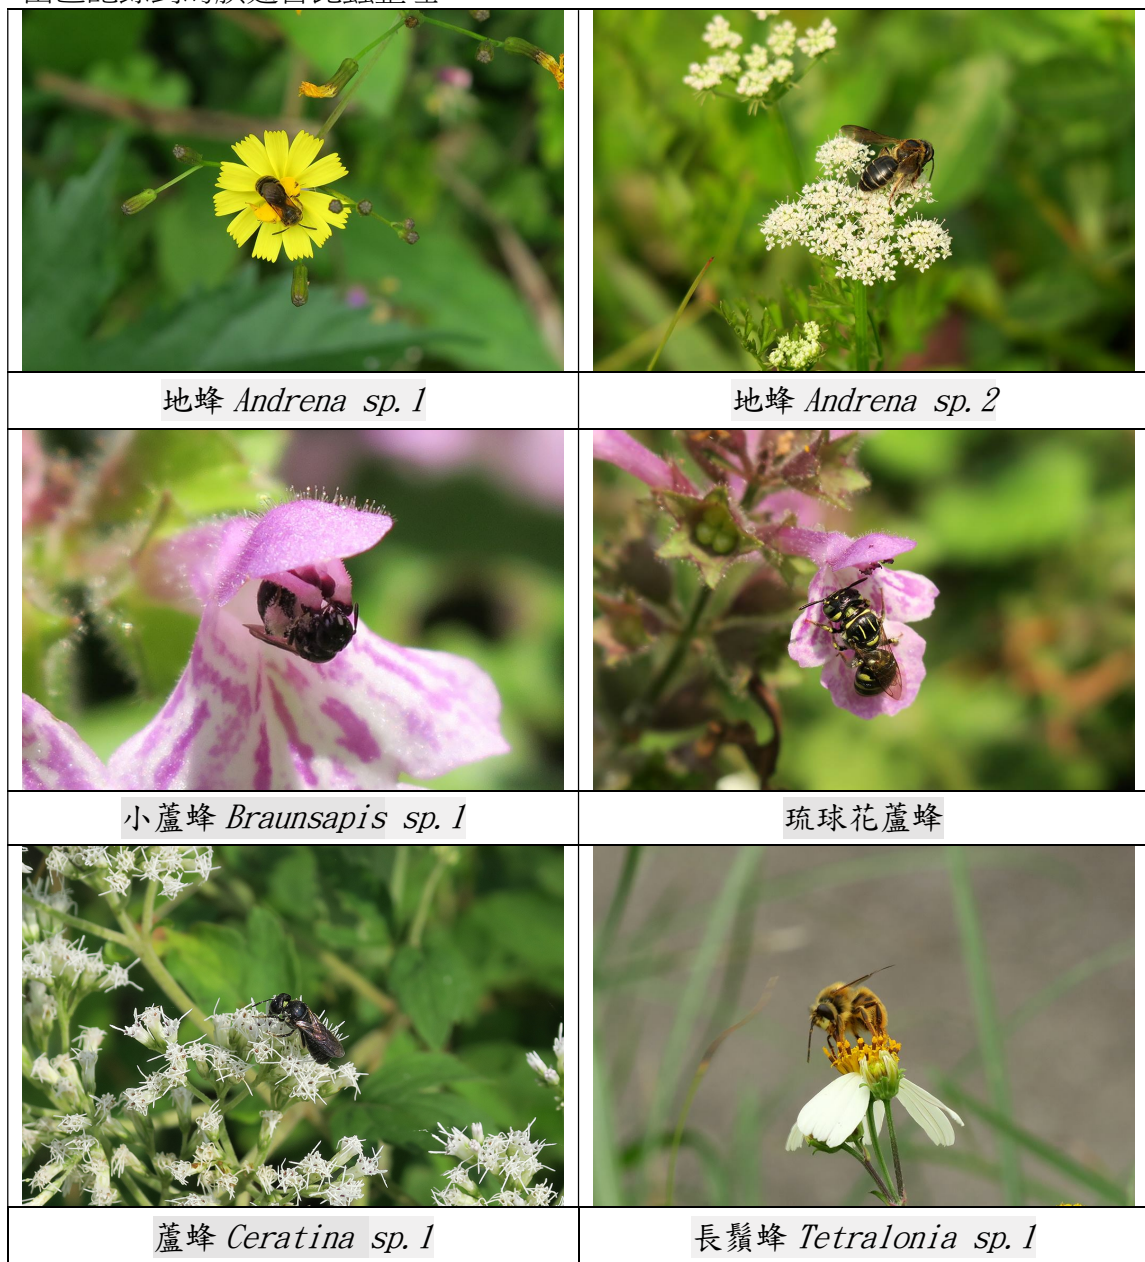 地蜂 Andrena sp.1
地蜂 Andrena sp.2
小蘆蜂 Braunsapis sp.1
琉球花蘆蜂
蘆蜂 Ceratina sp.1
長鬚蜂 Tetralonia sp.1